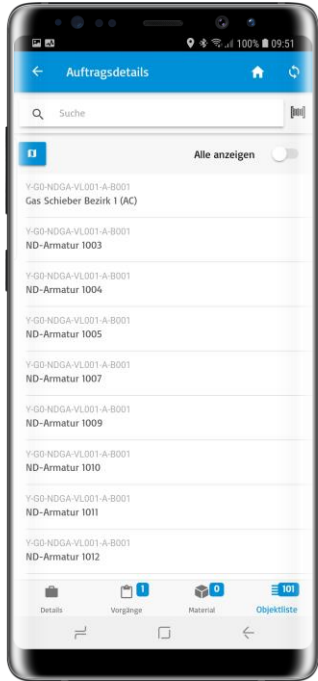 100% 09:51
Auftragsdetails
Suche
Alle anzeigen
Y-G0-NDGA-VL001-A-B001
Gas Schieber Bezirk 1 (AC)
Y-G0-NDGA-VL001-A-B001
ND-Armatur 1003
Y-G0-NDGA-VL001-A-B001
ND-Armatur 1004
Y-G0-NDGA-VL001-A-B001
ND-Armatur 1005
Y-G0-NDGA-VL001-A-B001
ND-Armatur 1007
Y-G0-NDGA-VL001-A-B001
ND-Armatur 1009
Y-G0-NDGA-VL001-A-B001
ND-Armatur 1010
Y-G0-NDGA-VL001-A-B001
ND-Armatur 1011
Y-G0-NDGA-VL001-A-B001
ND-Armatur 1012
1 0 101
Details Vorgänge Material Objektliste